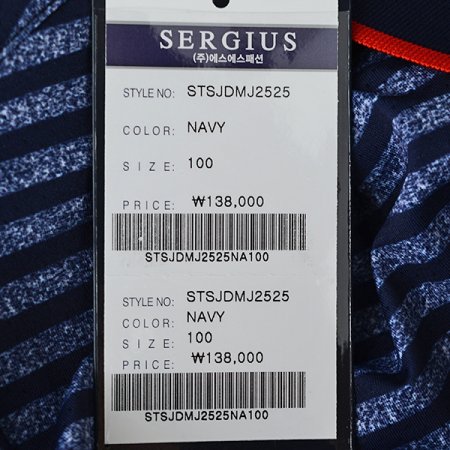 SERGIUS
(주)에스에스패션
STYLE NO: STSJDMJ2525
COLOR: NAVY
SIZE: 100
PRICE: ₩138,000
STSJDMJ2525NA100
STYLE NO: STSJDMJ2525
COLOR: NAVY
SIZE: 100
PRICE: ₩138,000
STSJDMJ2525NA100